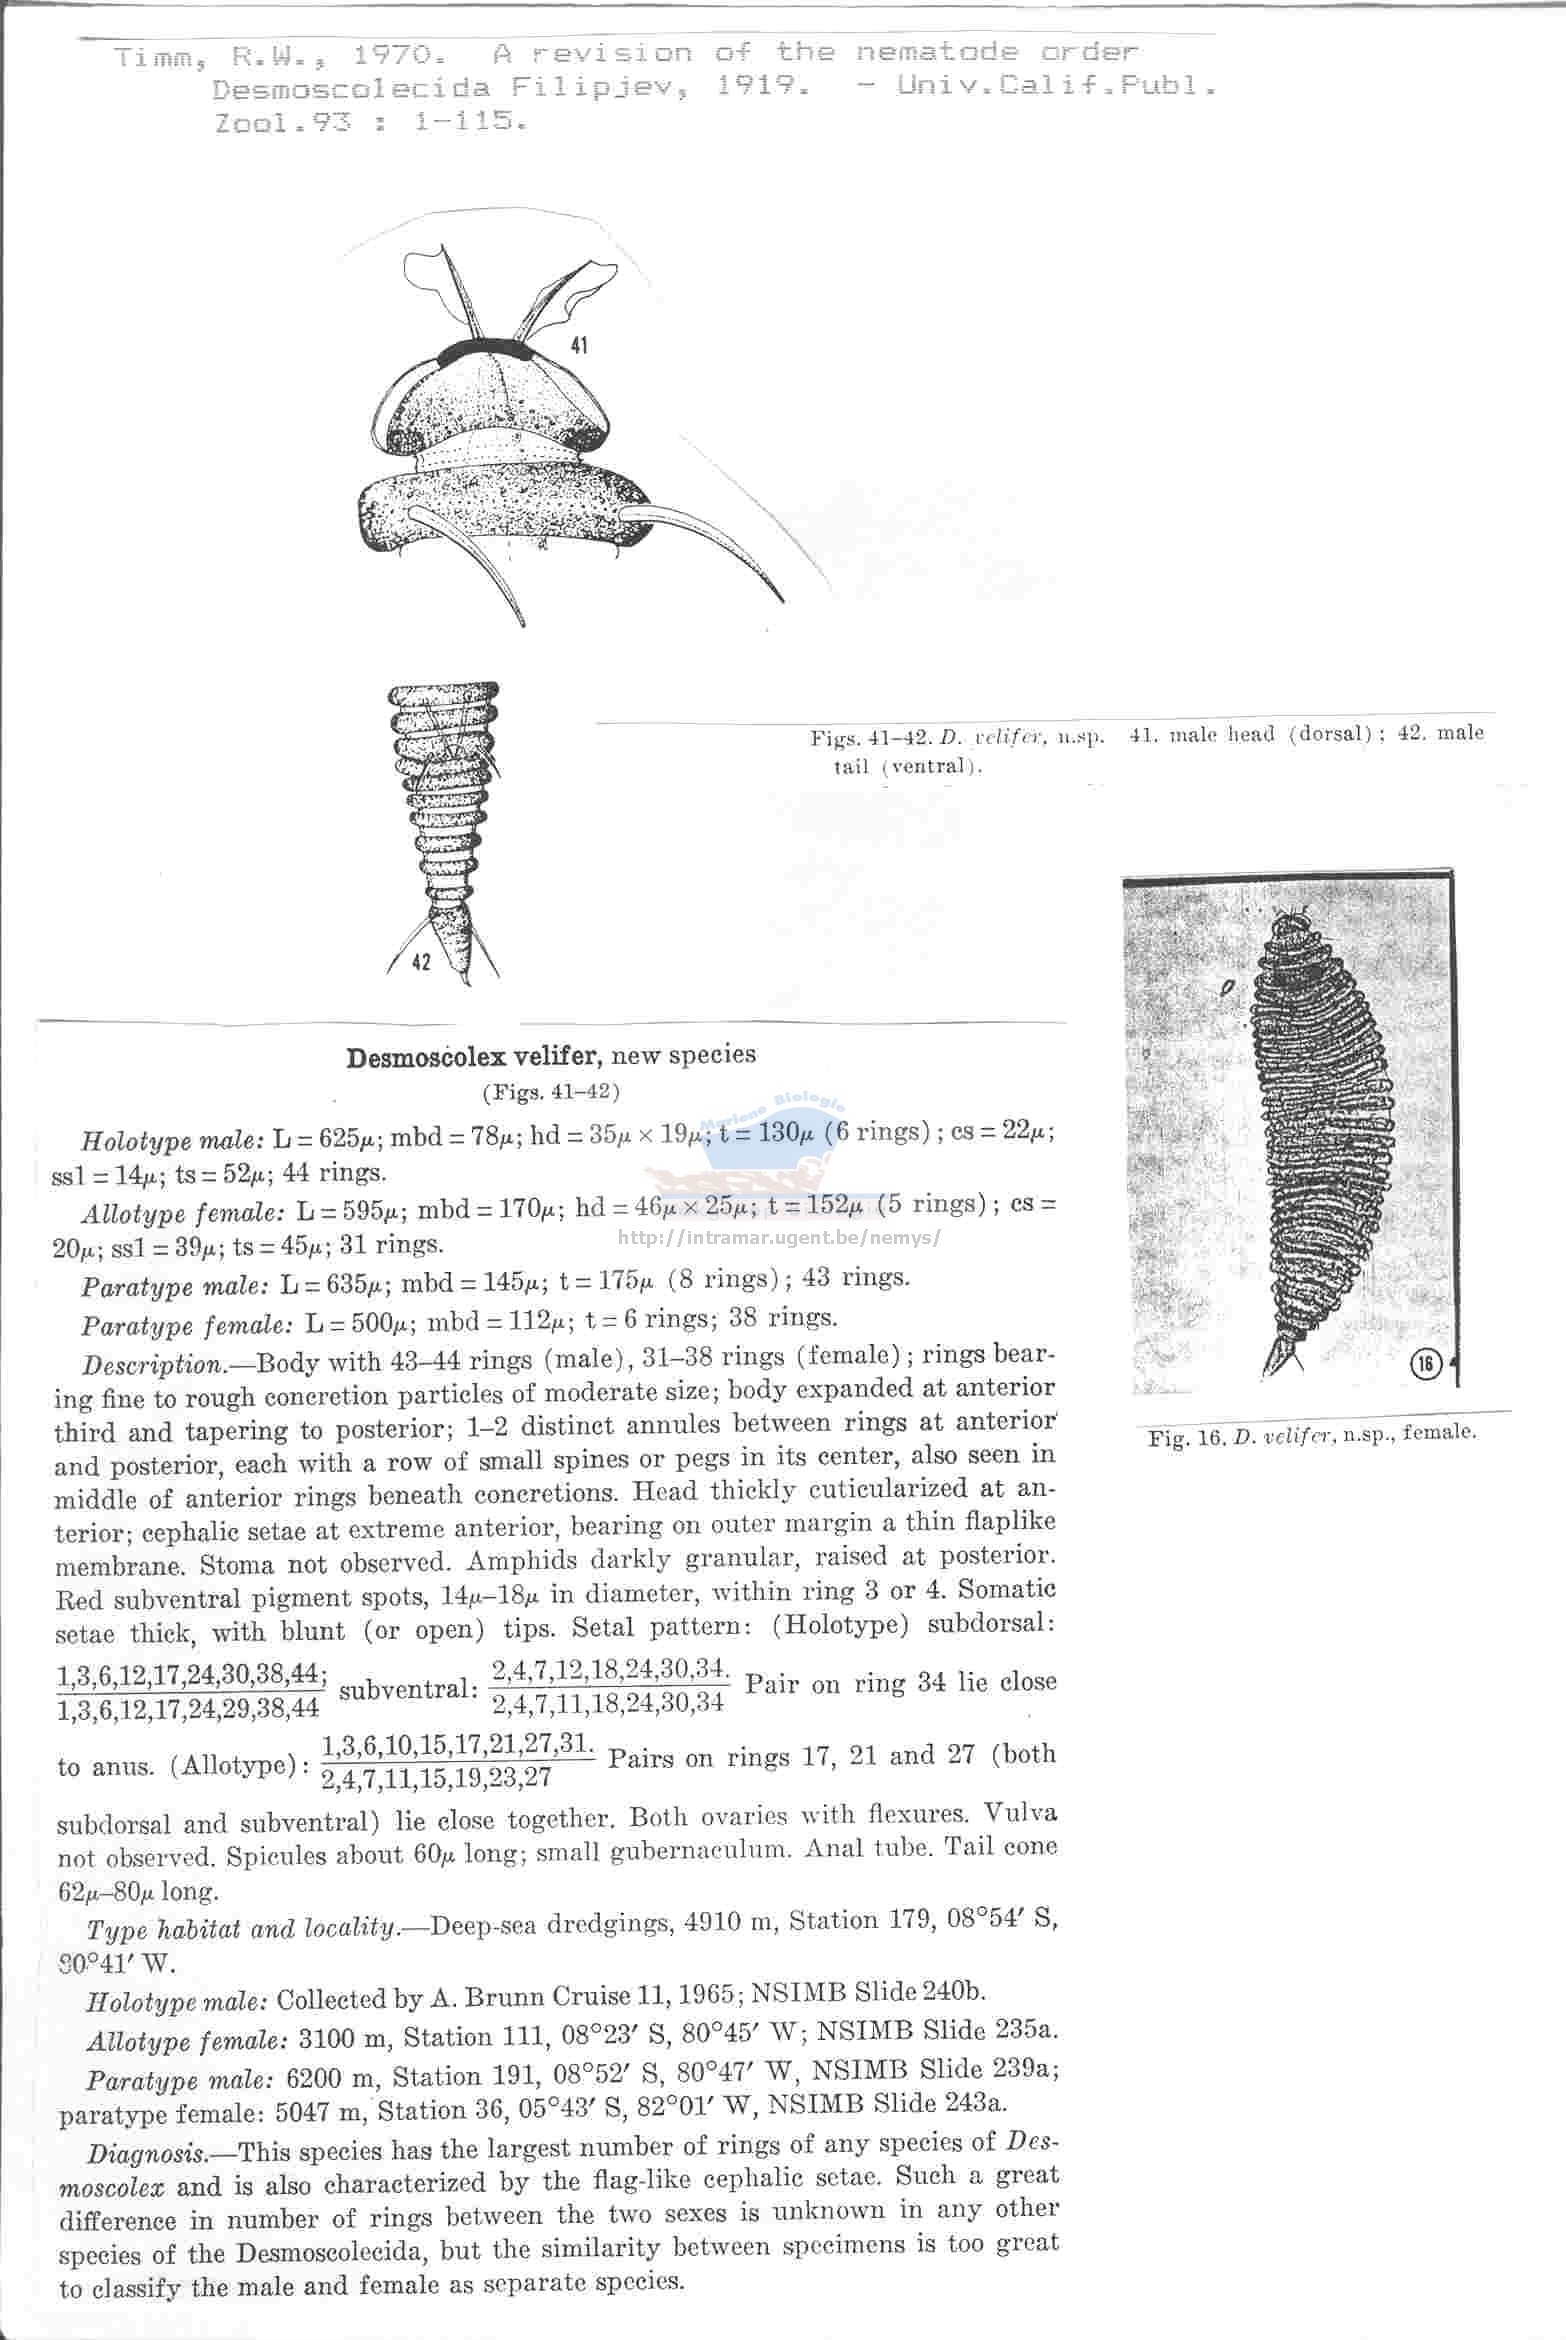 Timm, R.W., 1970. A revision of the nematode order
Desmoscolecida Filipjev, 1919. - Univ.Calif.Publ.
Zool.93 : 1-115.
41
42
Figs. 41–42. D. velifer, n.sp. 41. male head (dorsal) ; 42. male
tail (ventral).
16
Fig. 16. D. velifer, n.sp., female.
Desmoscolex velifer, new species
(Figs. 41–42)
Mariene Biologie
http://intramar.ugent.be/nemys/
Holotype male: L = 625μ; mbd = 78μ; hd = 35μ × 19μ; t = 130μ (6 rings) ; cs = 22μ;
ss1 = 14μ; ts = 52μ; 44 rings.
Allotype female: L = 595μ; mbd = 170μ; hd = 46μ × 25μ; t = 152μ (5 rings) ; cs =
20μ; ss1 = 39μ; ts = 45μ; 31 rings.
Paratype male: L = 635μ; mbd = 145μ; t = 175μ (8 rings) ; 43 rings.
Paratype female: L = 500μ; mbd = 112μ; t = 6 rings; 38 rings.
Description.—Body with 43–44 rings (male), 31–38 rings (female) ; rings bear-
ing fine to rough concretion particles of moderate size; body expanded at anterior
third and tapering to posterior; 1–2 distinct annules between rings at anterior
and posterior, each with a row of small spines or pegs in its center, also seen in
middle of anterior rings beneath concretions. Head thickly cuticularized at an-
terior; cephalic setae at extreme anterior, bearing on outer margin a thin flaplike
membrane. Stoma not observed. Amphids darkly granular, raised at posterior.
Red subventral pigment spots, 14μ–18μ in diameter, within ring 3 or 4. Somatic
setae thick, with blunt (or open) tips. Setal pattern: (Holotype) subdorsal:
1,3,6,12,17,24,30,38,44; subventral: 2,4,7,12,18,24,30,34. Pair on ring 34 lie close
1,3,6,12,17,24,29,38,44 2,4,7,11,18,24,30,34
to anus. (Allotype) : 1,3,6,10,15,17,21,27,31. Pairs on rings 17, 21 and 27 (both
2,4,7,11,15,19,23,27
subdorsal and subventral) lie close together. Both ovaries with flexures. Vulva
not observed. Spicules about 60μ long; small gubernaculum. Anal tube. Tail cone
62μ–80μ long.
Type habitat and locality.—Deep-sea dredgings, 4910 m, Station 179, 08°54′ S,
80°41′ W.
Holotype male: Collected by A. Brunn Cruise 11, 1965; NSIMB Slide 240b.
Allotype female: 3100 m, Station 111, 08°23′ S, 80°45′ W; NSIMB Slide 235a.
Paratype male: 6200 m, Station 191, 08°52′ S, 80°47′ W, NSIMB Slide 239a;
paratype female: 5047 m, Station 36, 05°43′ S, 82°01′ W, NSIMB Slide 243a.
Diagnosis.—This species has the largest number of rings of any species of Des-
moscolex and is also characterized by the flag-like cephalic setae. Such a great
difference in number of rings between the two sexes is unknown in any other
species of the Desmoscolecida, but the similarity between specimens is too great
to classify the male and female as separate species.